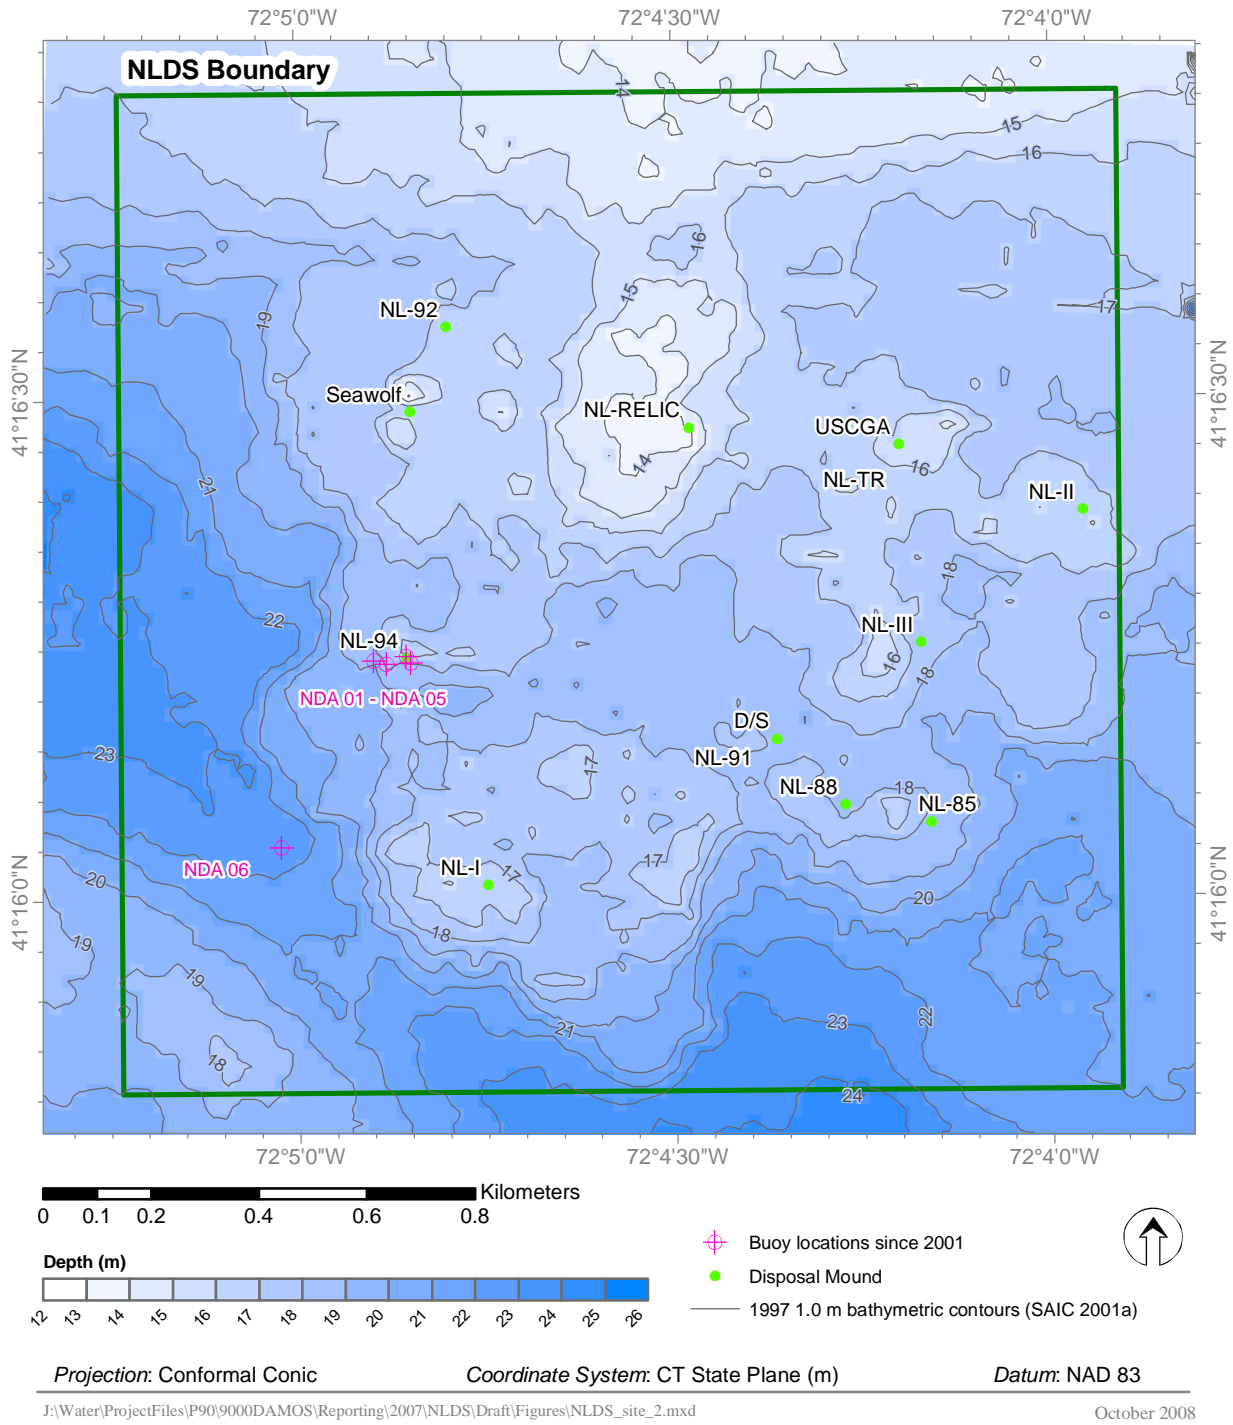 72°5'0"W 72°4'30"W 72°4'0"W
NLDS Boundary
14
15
16
16
15
17
19
NL-92
41°16'30"N
41°16'30"N
Seawolf
NL-RELIC
USCGA
14
16
NL-TR
21
NL-II
18
22
NL-III
NL-94
16
18
NDA 01 - NDA 05
D/S
23
NL-91
17
NL-88
18
NL-85
NDA 06
NL-I
17
17
20
20
41°16'0"N
41°16'0"N
19
18
19
21
23
22
18
24
72°5'0"W 72°4'30"W 72°4'0"W
Kilometers
0 0.1 0.2 0.4 0.6 0.8
Depth (m)
12 13 14 15 16 17 18 19 20 21 22 23 24 25 26
Buoy locations since 2001
Disposal Mound
1997 1.0 m bathymetric contours (SAIC 2001a)
Projection: Conformal Conic Coordinate System: CT State Plane (m) Datum: NAD 83
J:\Water\ProjectFiles\P90\9000DAMOS\Reporting\2007\NLDS\Draft\Figures\NLDS_site_2.mxd October 2008